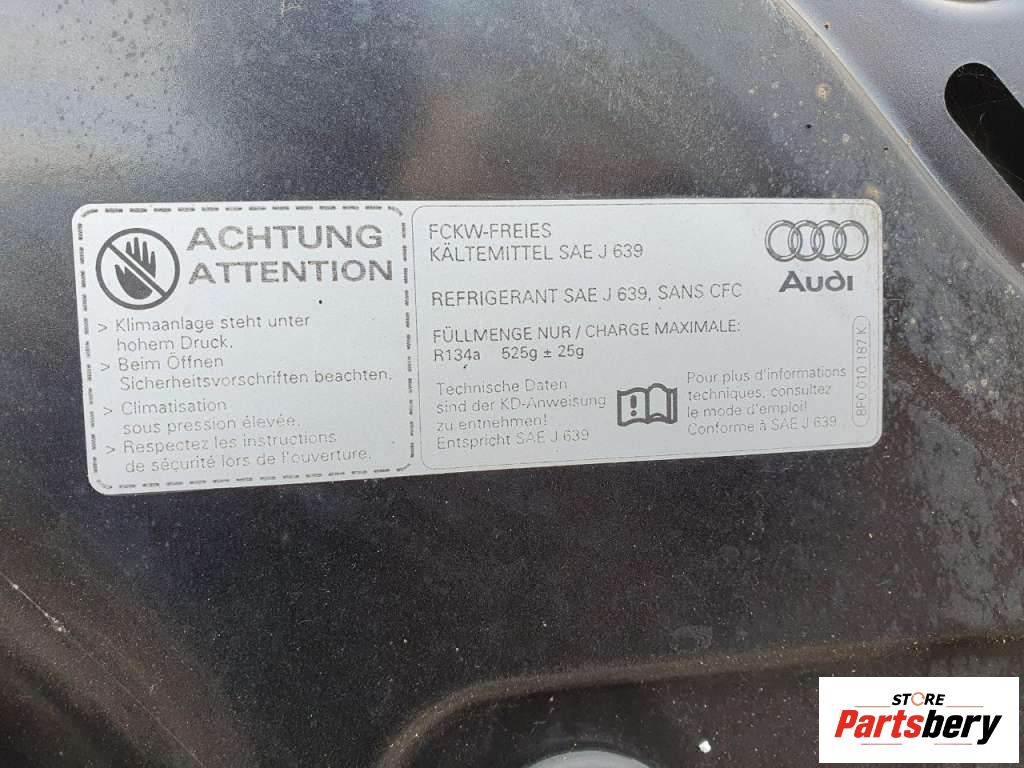 ACHTUNG
ATTENTION
> Klimaanlage steht unter
hohem Druck.
> Beim Öffnen
Sicherheitsvorschriften beachten.
> Climatisation
sous pression élevée.
> Respectez les instructions
de sécurité lors de l'ouverture.
FCKW-FREIES
KÄLTEMITTEL SAE J 639
REFRIGERANT SAE J 639, SANS CFC
FÜLLMENGE NUR / CHARGE MAXIMALE:
R134a 525g ± 25g
Technische Daten
sind der KD-Anweisung
zu entnehmen!
Entspricht SAE J 639
Pour plus d'informations
techniques, consultez
le mode d'emploi!
Conforme à SAE J 639
Audi
8P0 010 187 K
STORE
Partsbery